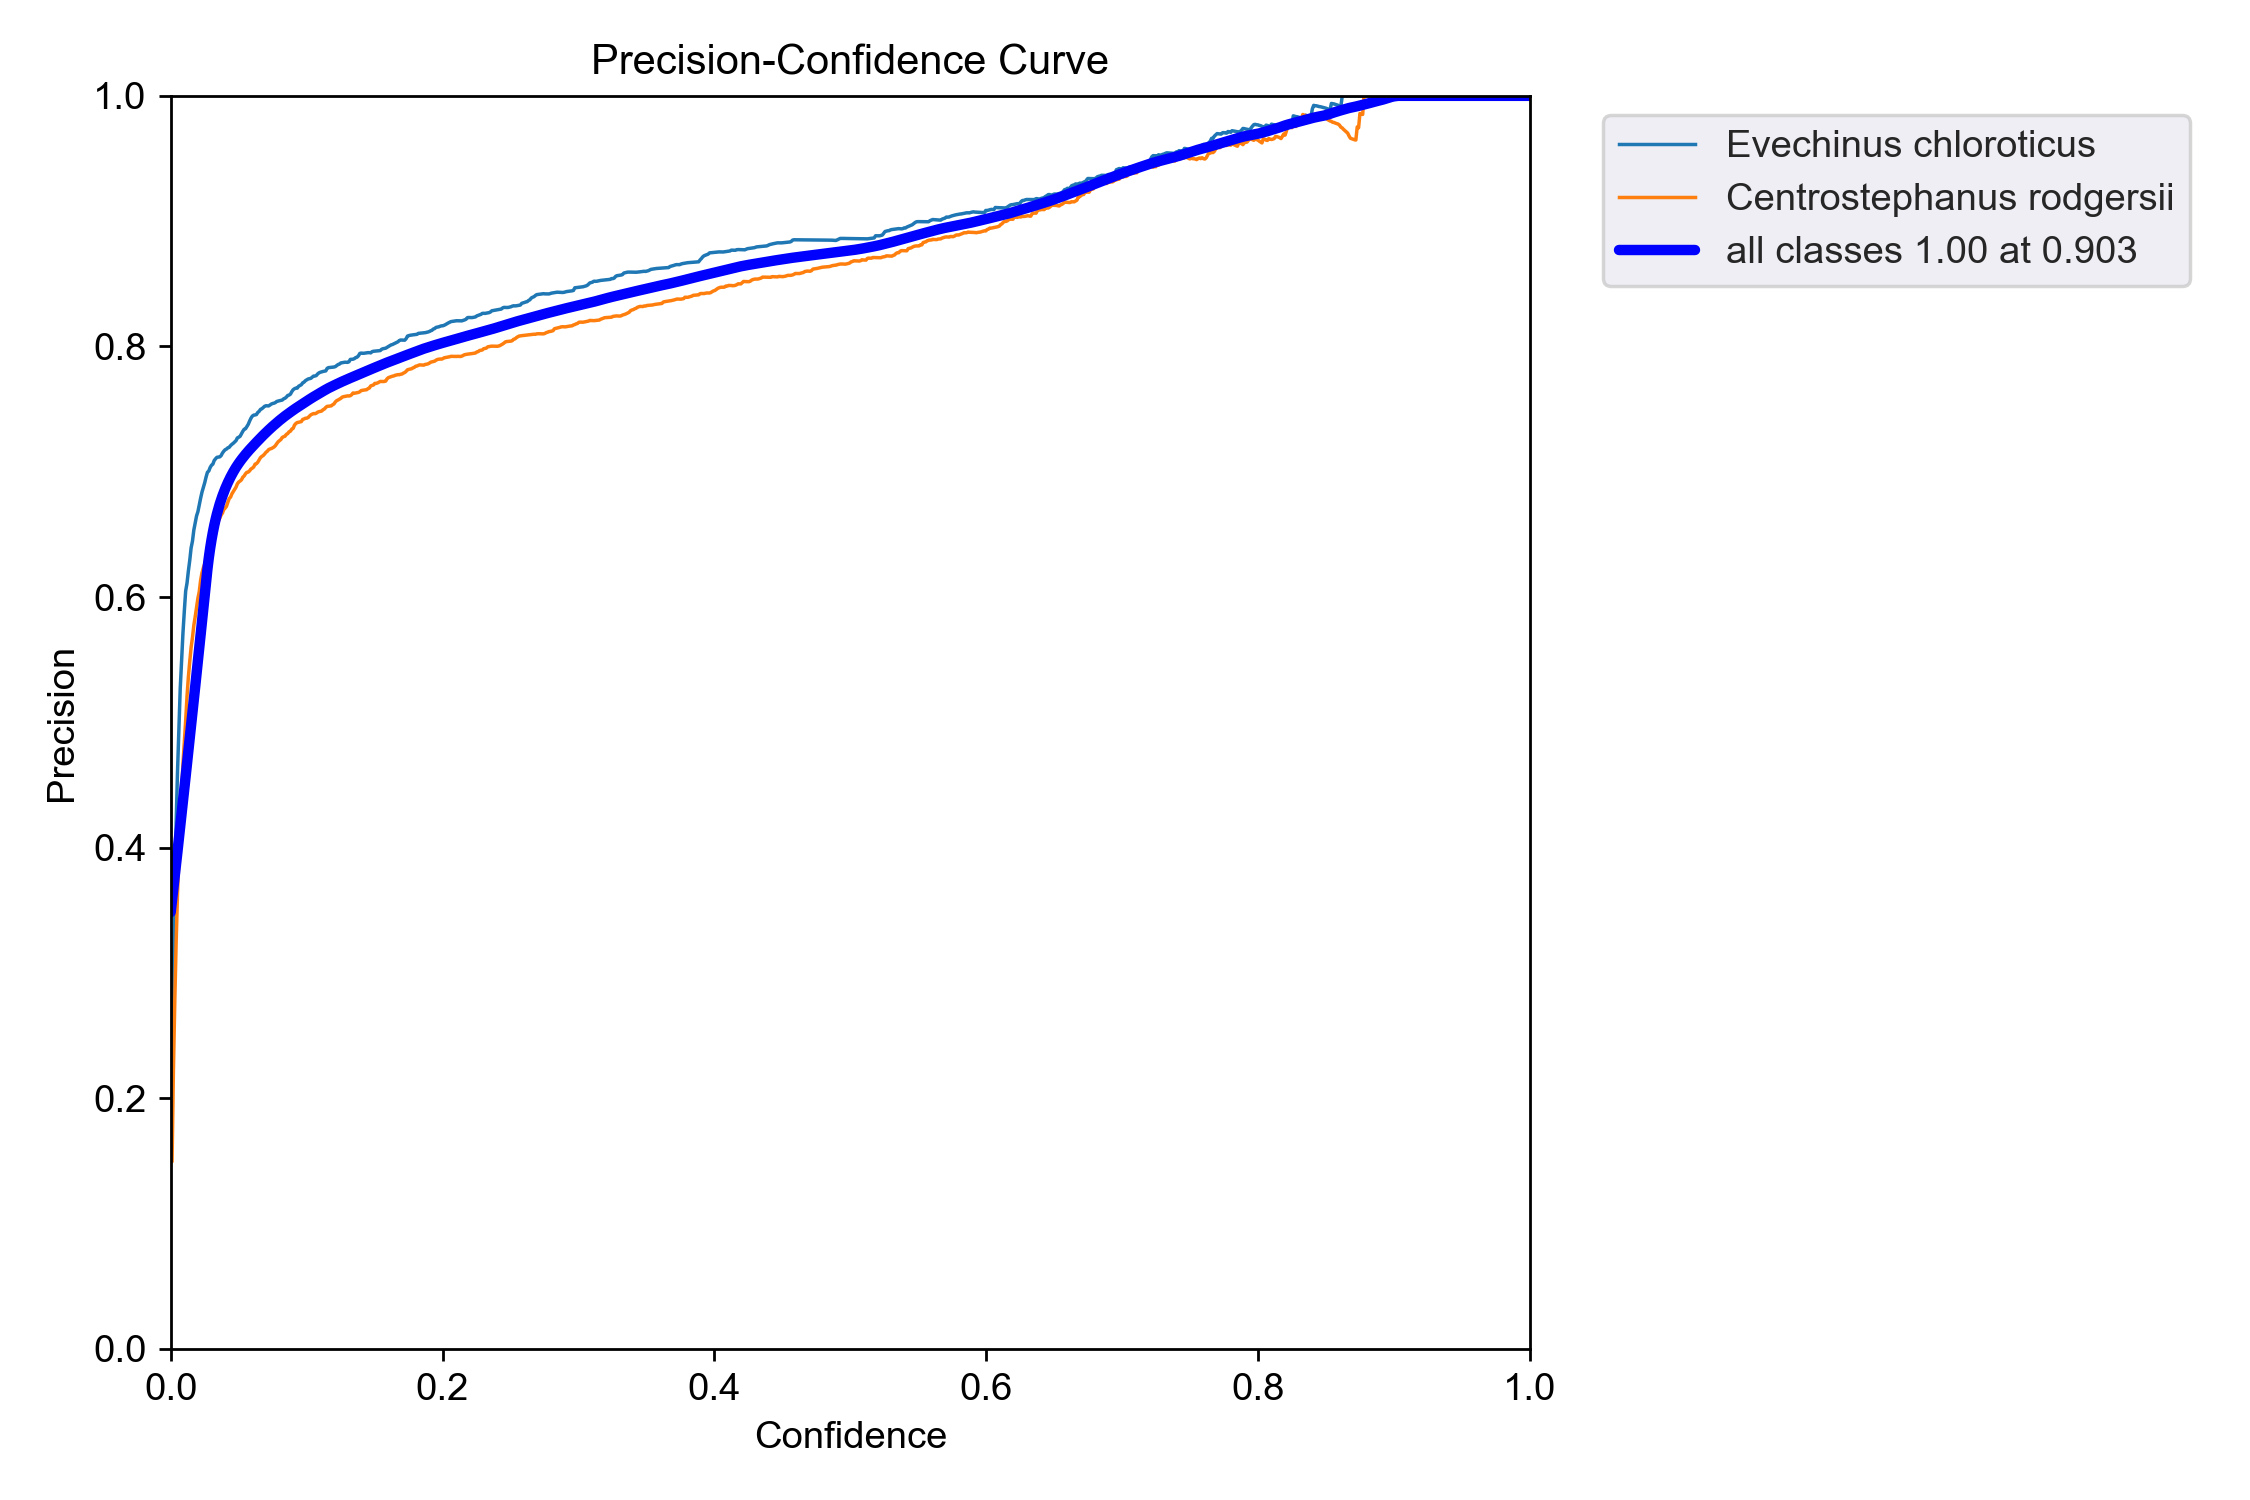 Precision-Confidence Curve
1.0
0.8
0.6
0.4
0.2
0.0
Precision
0.0 0.2 0.4 0.6 0.8 1.0
Confidence
Evechinus chloroticus
Centrostephanus rodgersii
all classes 1.00 at 0.903